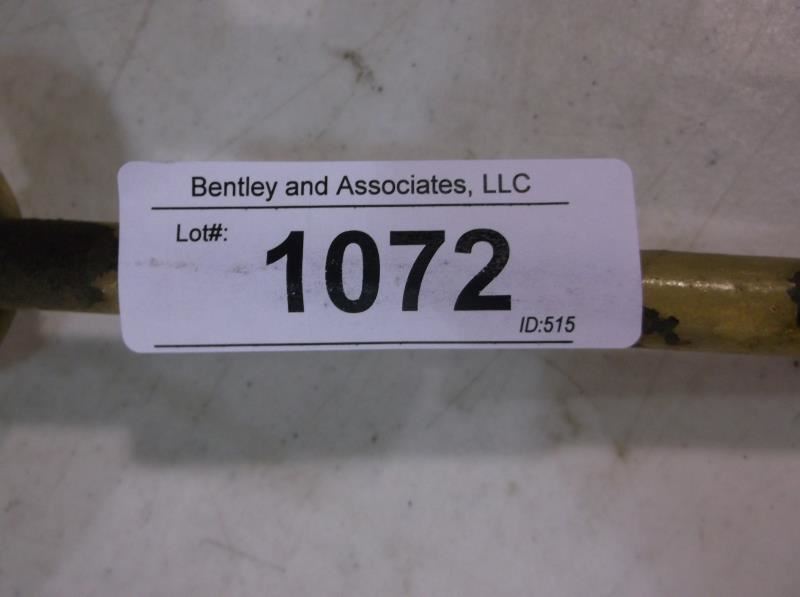 Bentley and Associates, LLC
Lot#:
1072
ID:515